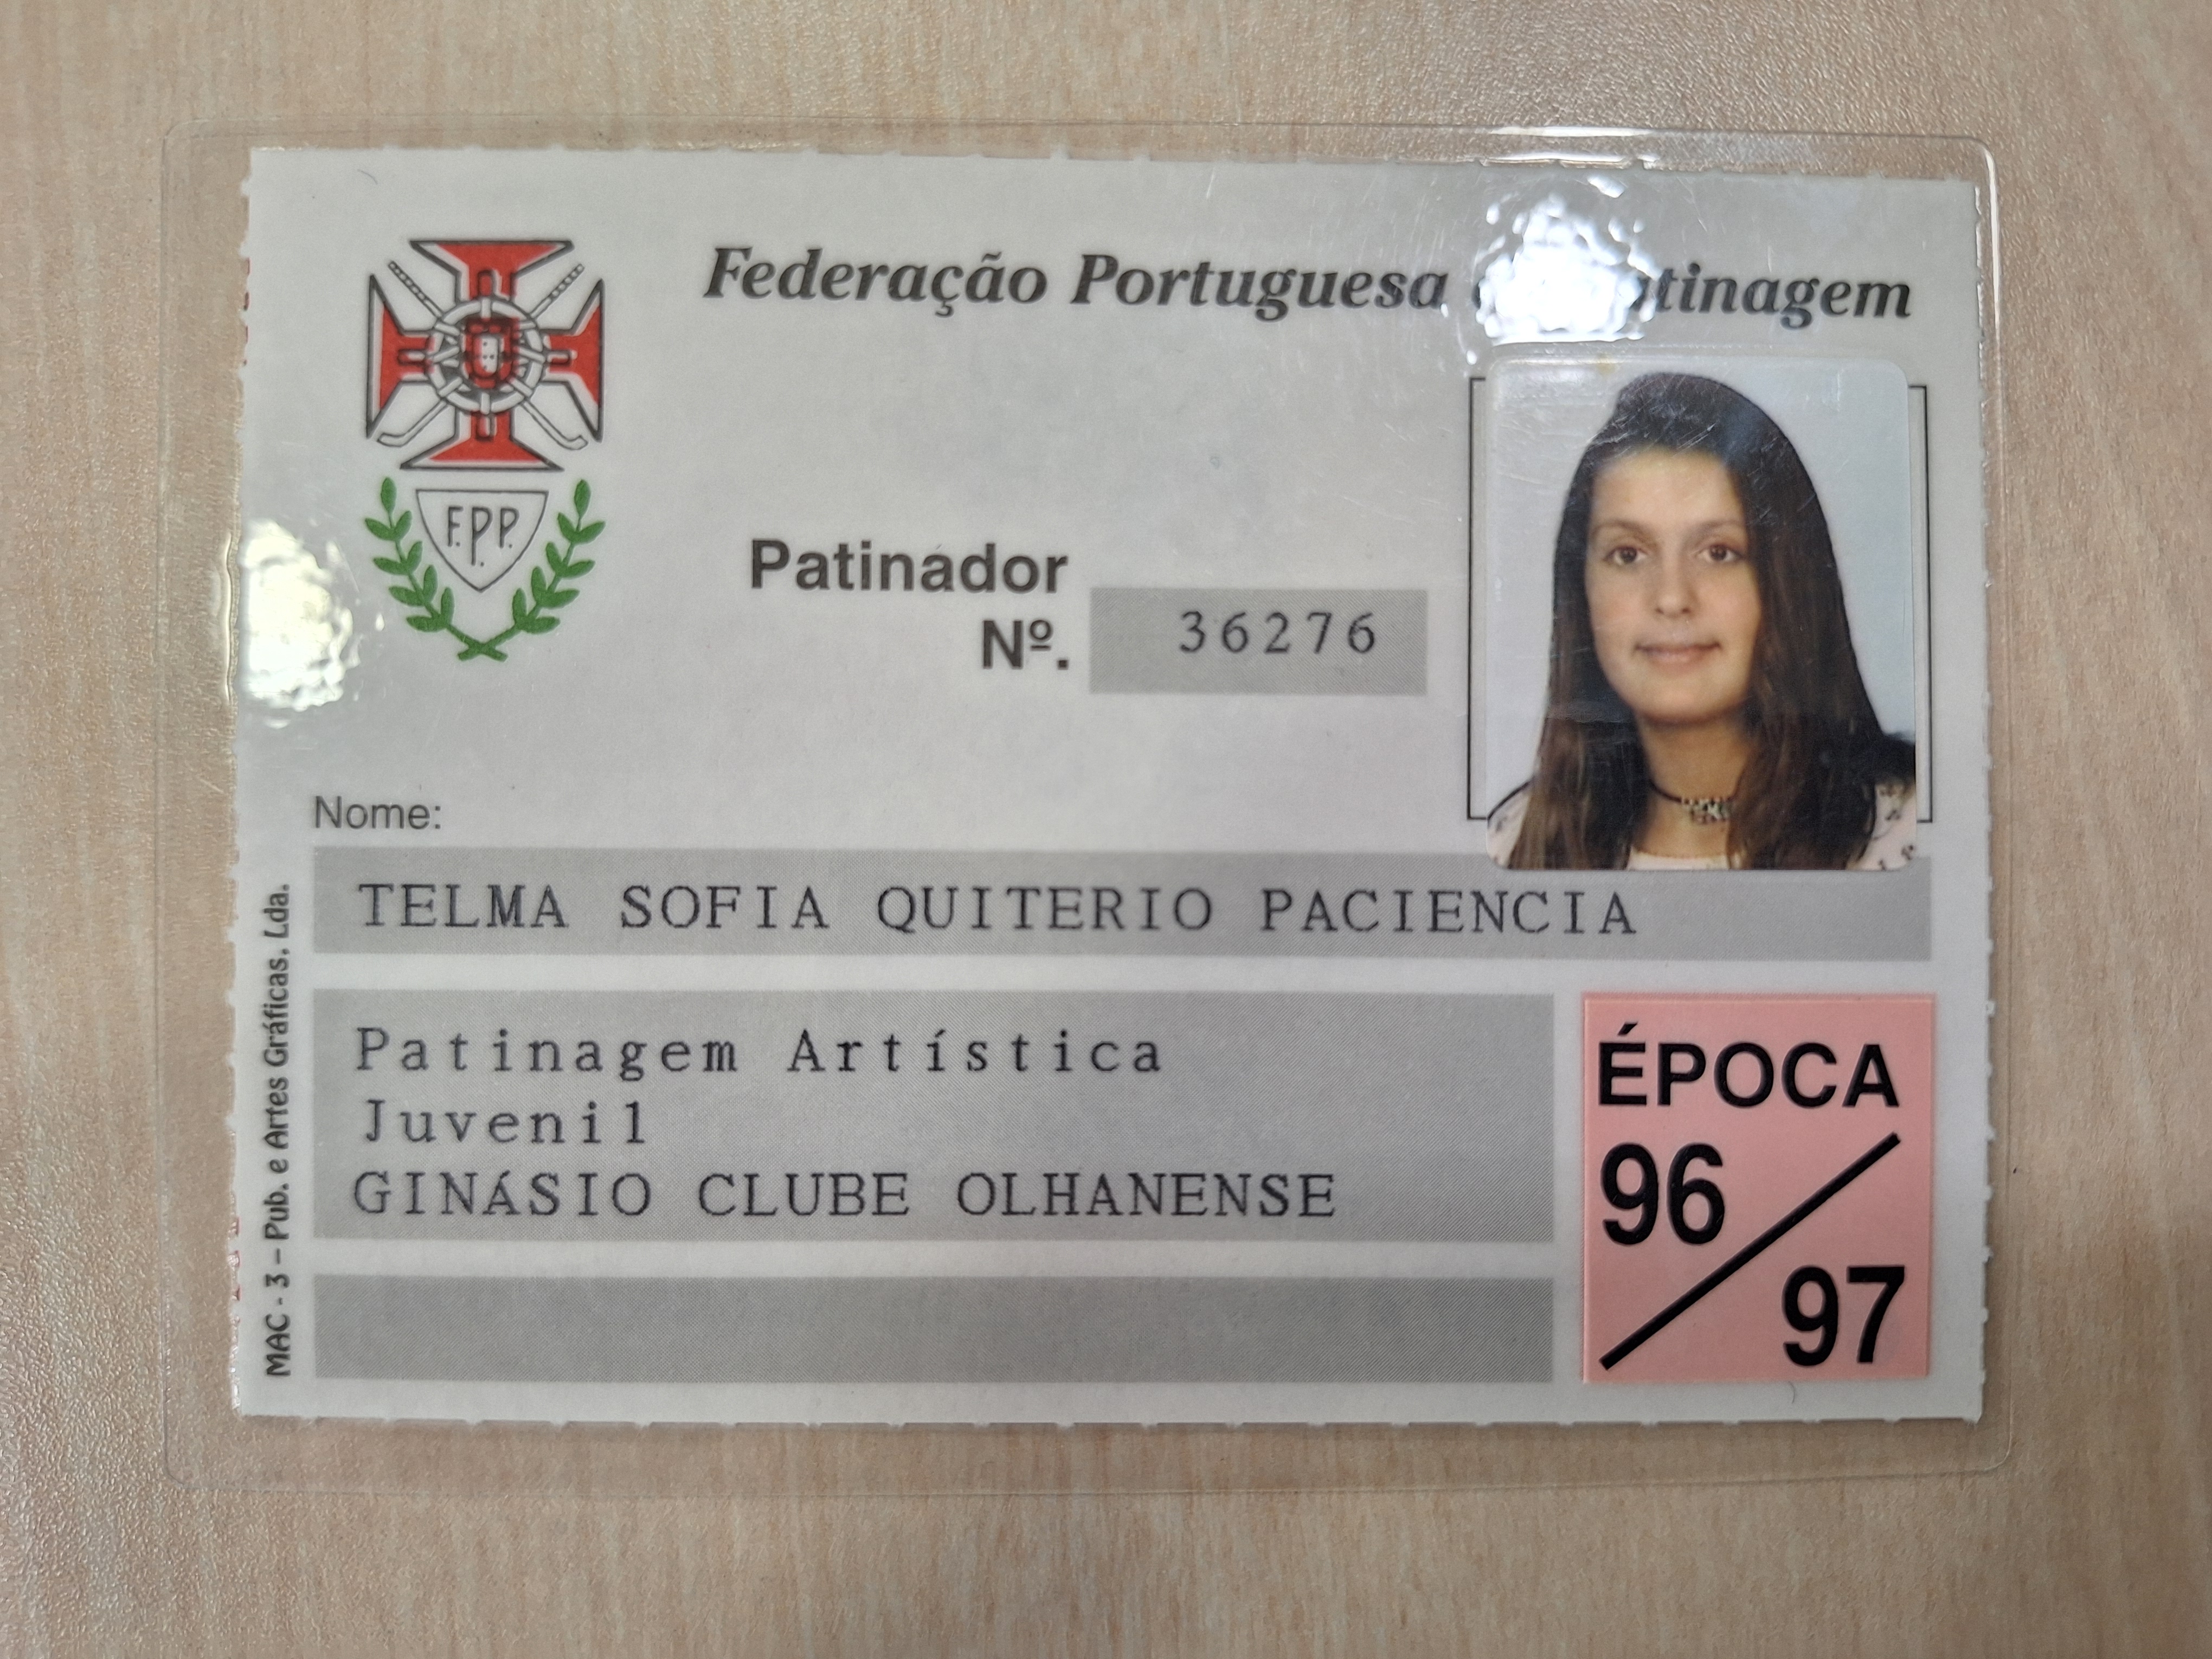 Federação Portuguesa Patinagem
F.P.P.
Patinador
Nº. 36276
Nome:
TELMA SOFIA QUITERIO PACIENCIA
Patinagem Artística
Juvenil
GINÁSIO CLUBE OLHANENSE
ÉPOCA
96/97
MAC - 3 – Pub. e Artes Gráficas, Lda.